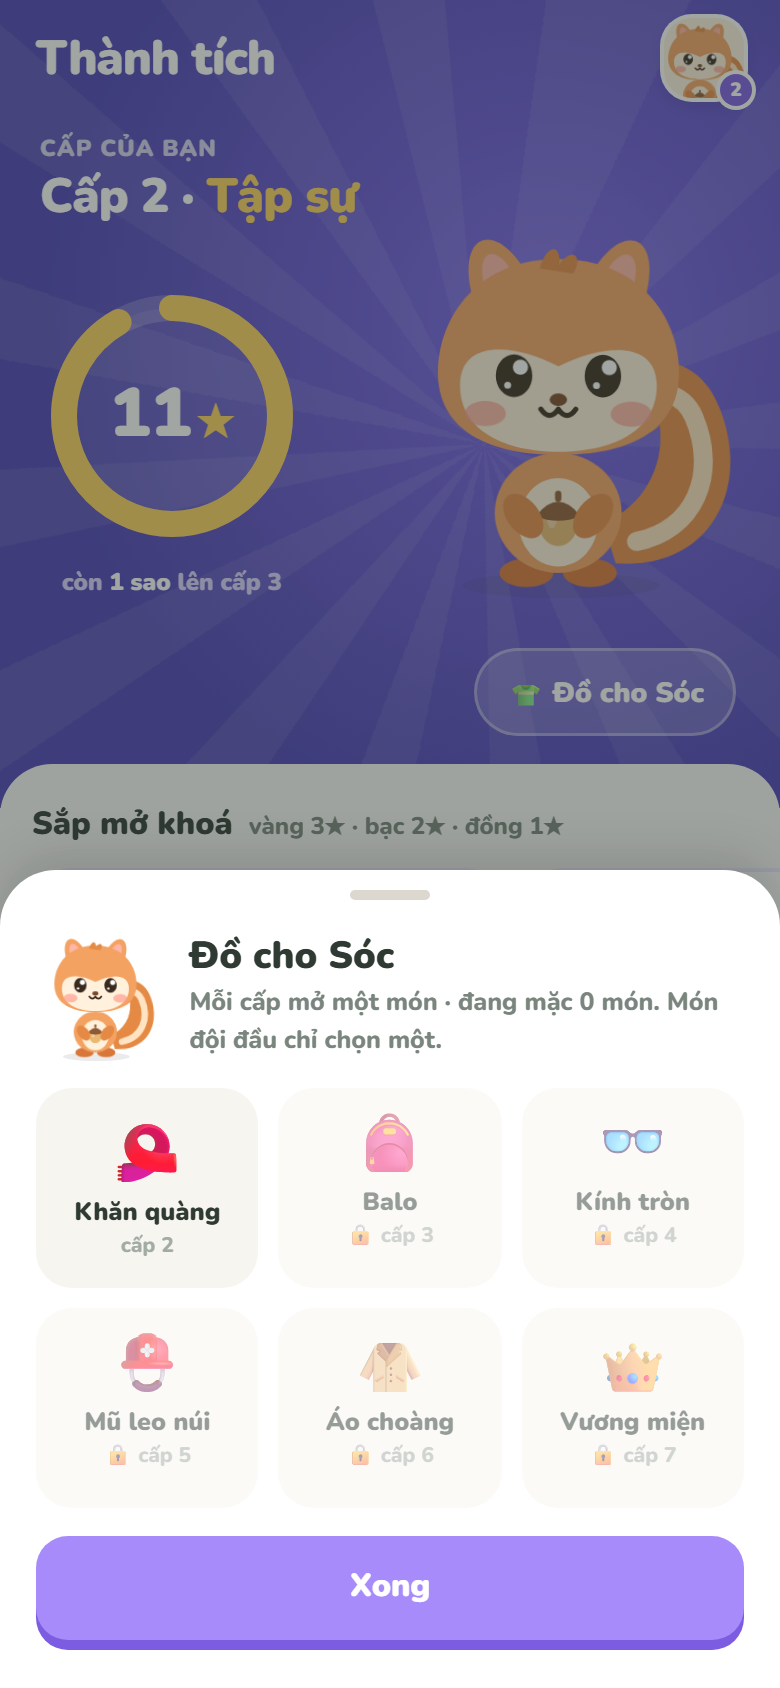 Thành tích
2
CẤP CỦA BẠN
Cấp 2 · Tập sự
11★
còn 1 sao lên cấp 3
Đồ cho Sóc
Sắp mở khoá vàng 3★ · bạc 2★ · đồng 1★
Đồ cho Sóc
Mỗi cấp mở một món · đang mặc 0 món. Món
đội đầu chỉ chọn một.
Khăn quàng
cấp 2
Balo
cấp 3
Kính tròn
cấp 4
Mũ leo núi
cấp 5
Áo choàng
cấp 6
Vương miện
cấp 7
Xong